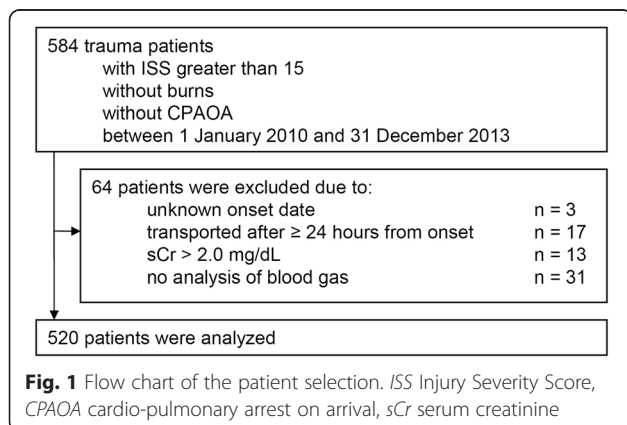 584 trauma patients
with ISS greater than 15
without burns
without CPAOA
between 1 January 2010 and 31 December 2013
64 patients were excluded due to:
unknown onset date n = 3
transported after ≥ 24 hours from onset n = 17
sCr > 2.0 mg/dL n = 13
no analysis of blood gas n = 31
520 patients were analyzed
Fig. 1 Flow chart of the patient selection. ISS Injury Severity Score,
CPAOA cardio-pulmonary arrest on arrival, sCr serum creatinine